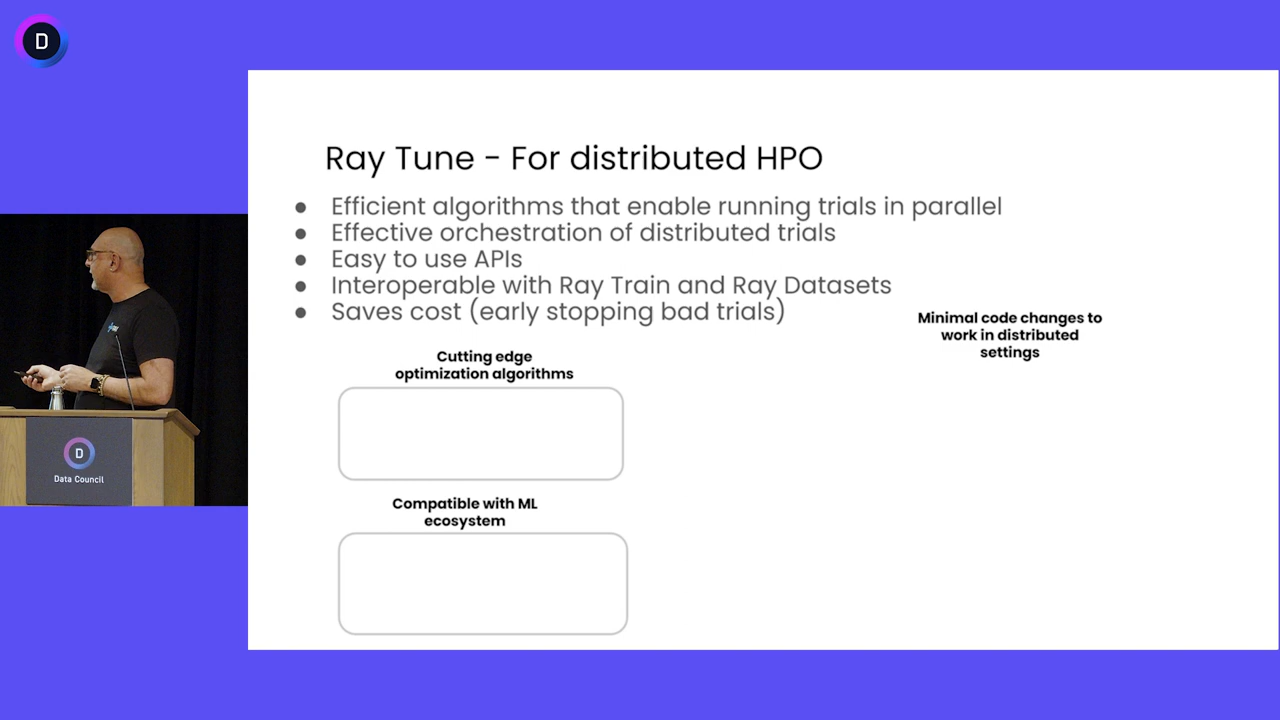 D
Ray Tune - For distributed HPO
● Efficient algorithms that enable running trials in parallel
● Effective orchestration of distributed trials
● Easy to use APIs
● Interoperable with Ray Train and Ray Datasets
● Saves cost (early stopping bad trials)
Minimal code changes to
work in distributed
settings
Cutting edge
optimization algorithms
Compatible with ML
ecosystem
D
Data Council